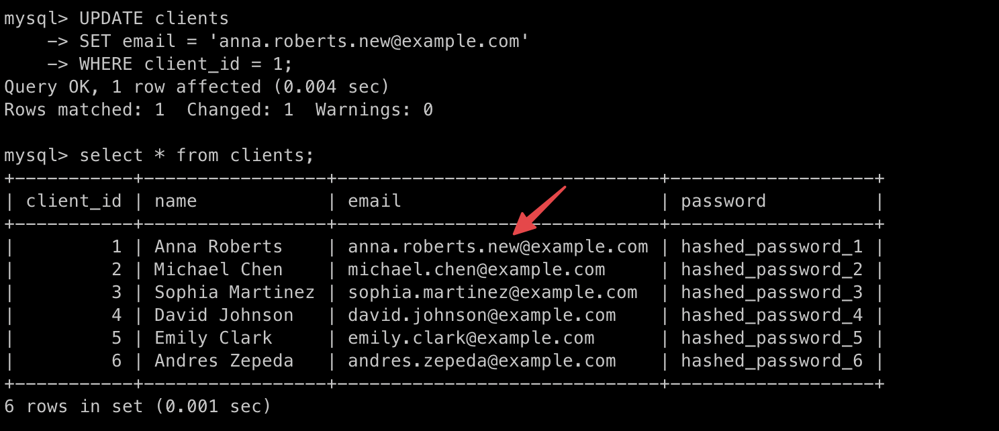 mysql> UPDATE clients
    -> SET email = 'anna.roberts.new@example.com'
    -> WHERE client_id = 1;
Query OK, 1 row affected (0.004 sec)
Rows matched: 1  Changed: 1  Warnings: 0

mysql> select * from clients;
+-----------+-----------------+------------------------------+-------------------+
| client_id | name            | email                        | password          |
+-----------+-----------------+------------------------------+-------------------+
|         1 | Anna Roberts    | anna.roberts.new@example.com | hashed_password_1 |
|         2 | Michael Chen    | michael.chen@example.com     | hashed_password_2 |
|         3 | Sophia Martinez | sophia.martinez@example.com  | hashed_password_3 |
|         4 | David Johnson   | david.johnson@example.com    | hashed_password_4 |
|         5 | Emily Clark     | emily.clark@example.com      | hashed_password_5 |
|         6 | Andres Zepeda   | andres.zepeda@example.com    | hashed_password_6 |
+-----------+-----------------+------------------------------+-------------------+
6 rows in set (0.001 sec)